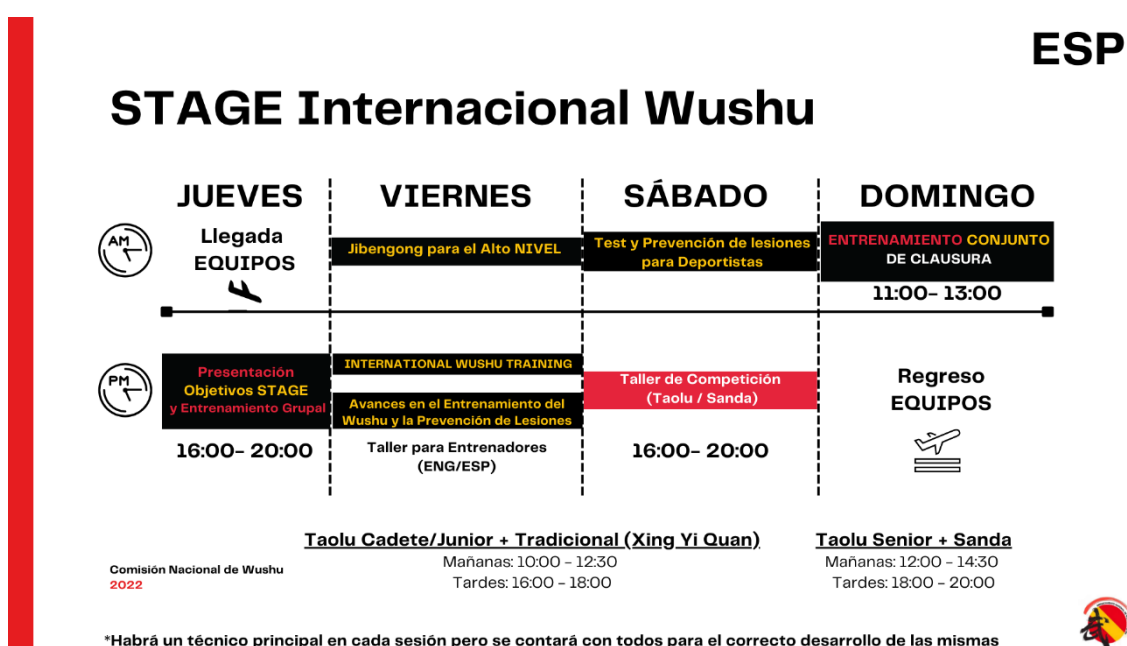 ESP
STAGE Internacional Wushu
JUEVES
VIERNES
SÁBADO
DOMINGO
AM
Llegada
EQUIPOS
Jibengong para el Alto NIVEL
Test y Prevención de lesiones
para Deportistas
ENTRENAMIENTO CONJUNTO
DE CLAUSURA
11:00- 13:00
PM
Presentación
Objetivos STAGE
y Entrenamiento Grupal
16:00- 20:00
INTERNATIONAL WUSHU TRAINING
Avances en el Entrenamiento del
Wushu y la Prevención de Lesiones
Taller para Entrenadores
(ENG/ESP)
Taller de Competición
(Taolu / Sanda)
16:00- 20:00
Regreso
EQUIPOS
Taolu Cadete/Junior + Tradicional (Xing Yi Quan)
Mañanas: 10:00 - 12:30
Tardes: 16:00 - 18:00
Taolu Senior + Sanda
Mañanas: 12:00 - 14:30
Tardes: 18:00 - 20:00
Comisión Nacional de Wushu
2022
*Habrá un técnico principal en cada sesión pero se contará con todos para el correcto desarrollo de las mismas